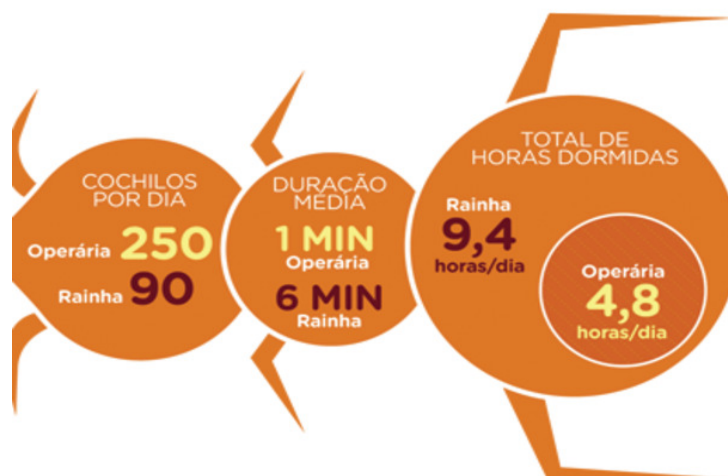 COCHILOS
POR DIA
Operária 250
Rainha 90
DURAÇÃO
MÉDIA
1 MIN
Operária
6 MIN
Rainha
TOTAL DE
HORAS DORMIDAS
Rainha
9,4
horas/dia
Operária
4,8
horas/dia